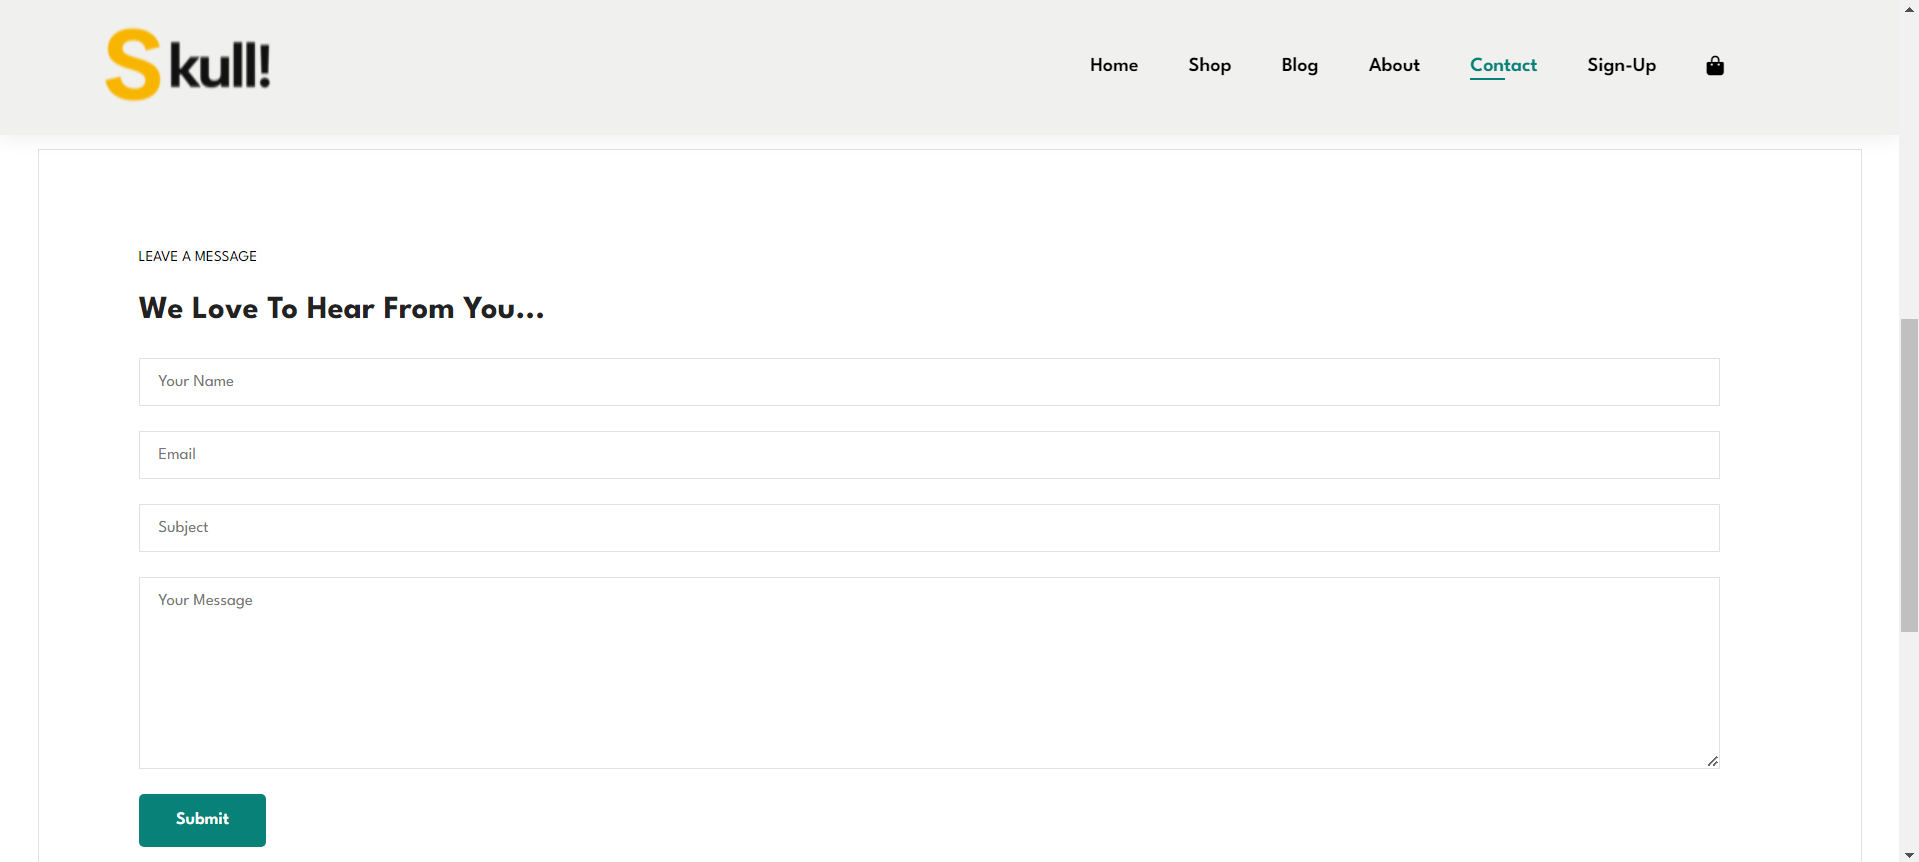 Skull!
Home Shop Blog About Contact Sign-Up
LEAVE A MESSAGE
We Love To Hear From You...
Your Name
Email
Subject
Your Message
Submit